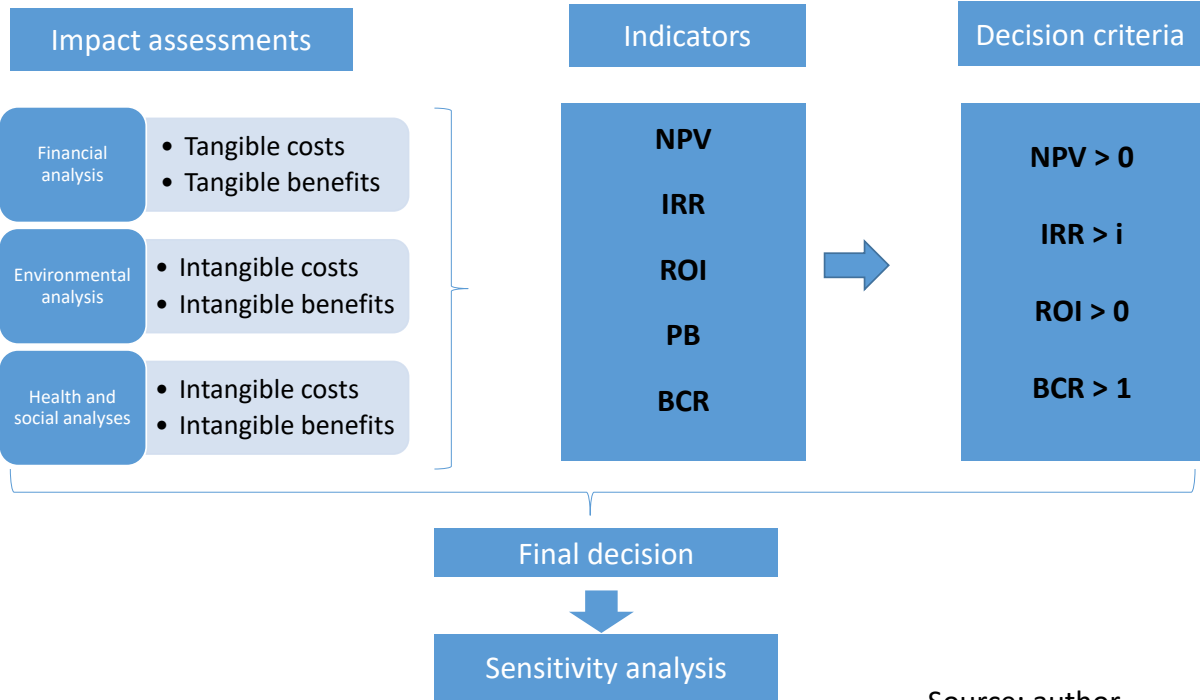 Impact assessments
Indicators
Decision criteria
Financial
analysis
• Tangible costs
• Tangible benefits
Environmental
analysis
• Intangible costs
• Intangible benefits
Health and
social analyses
• Intangible costs
• Intangible benefits
NPV
IRR
ROI
PB
BCR
NPV > 0
IRR > i
ROI > 0
BCR > 1
Final decision
Sensitivity analysis
Source: author